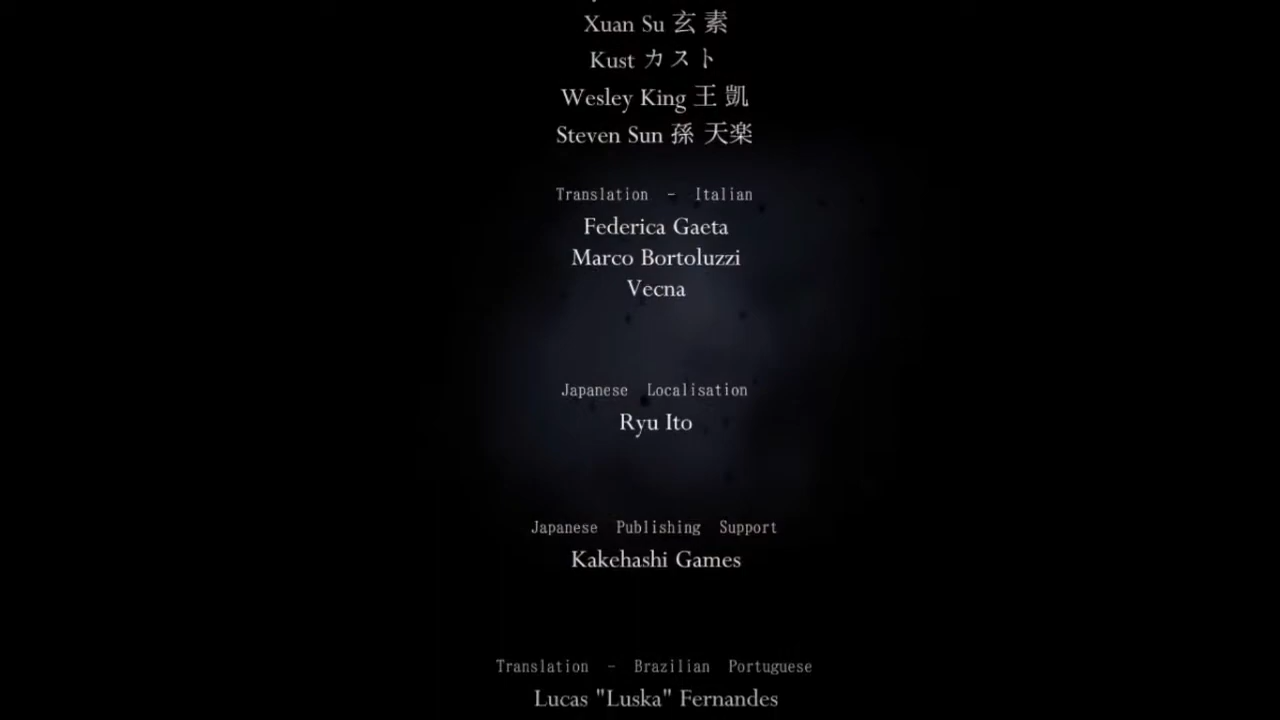 Xuan Su 玄 素
Kust カスト
Wesley King 王 凱
Steven Sun 孫 天楽
Translation - Italian
Federica Gaeta
Marco Bortoluzzi
Vecna
Japanese Localisation
Ryu Ito
Japanese Publishing Support
Kakehashi Games
Translation - Brazilian Portuguese
Lucas "Luska" Fernandes